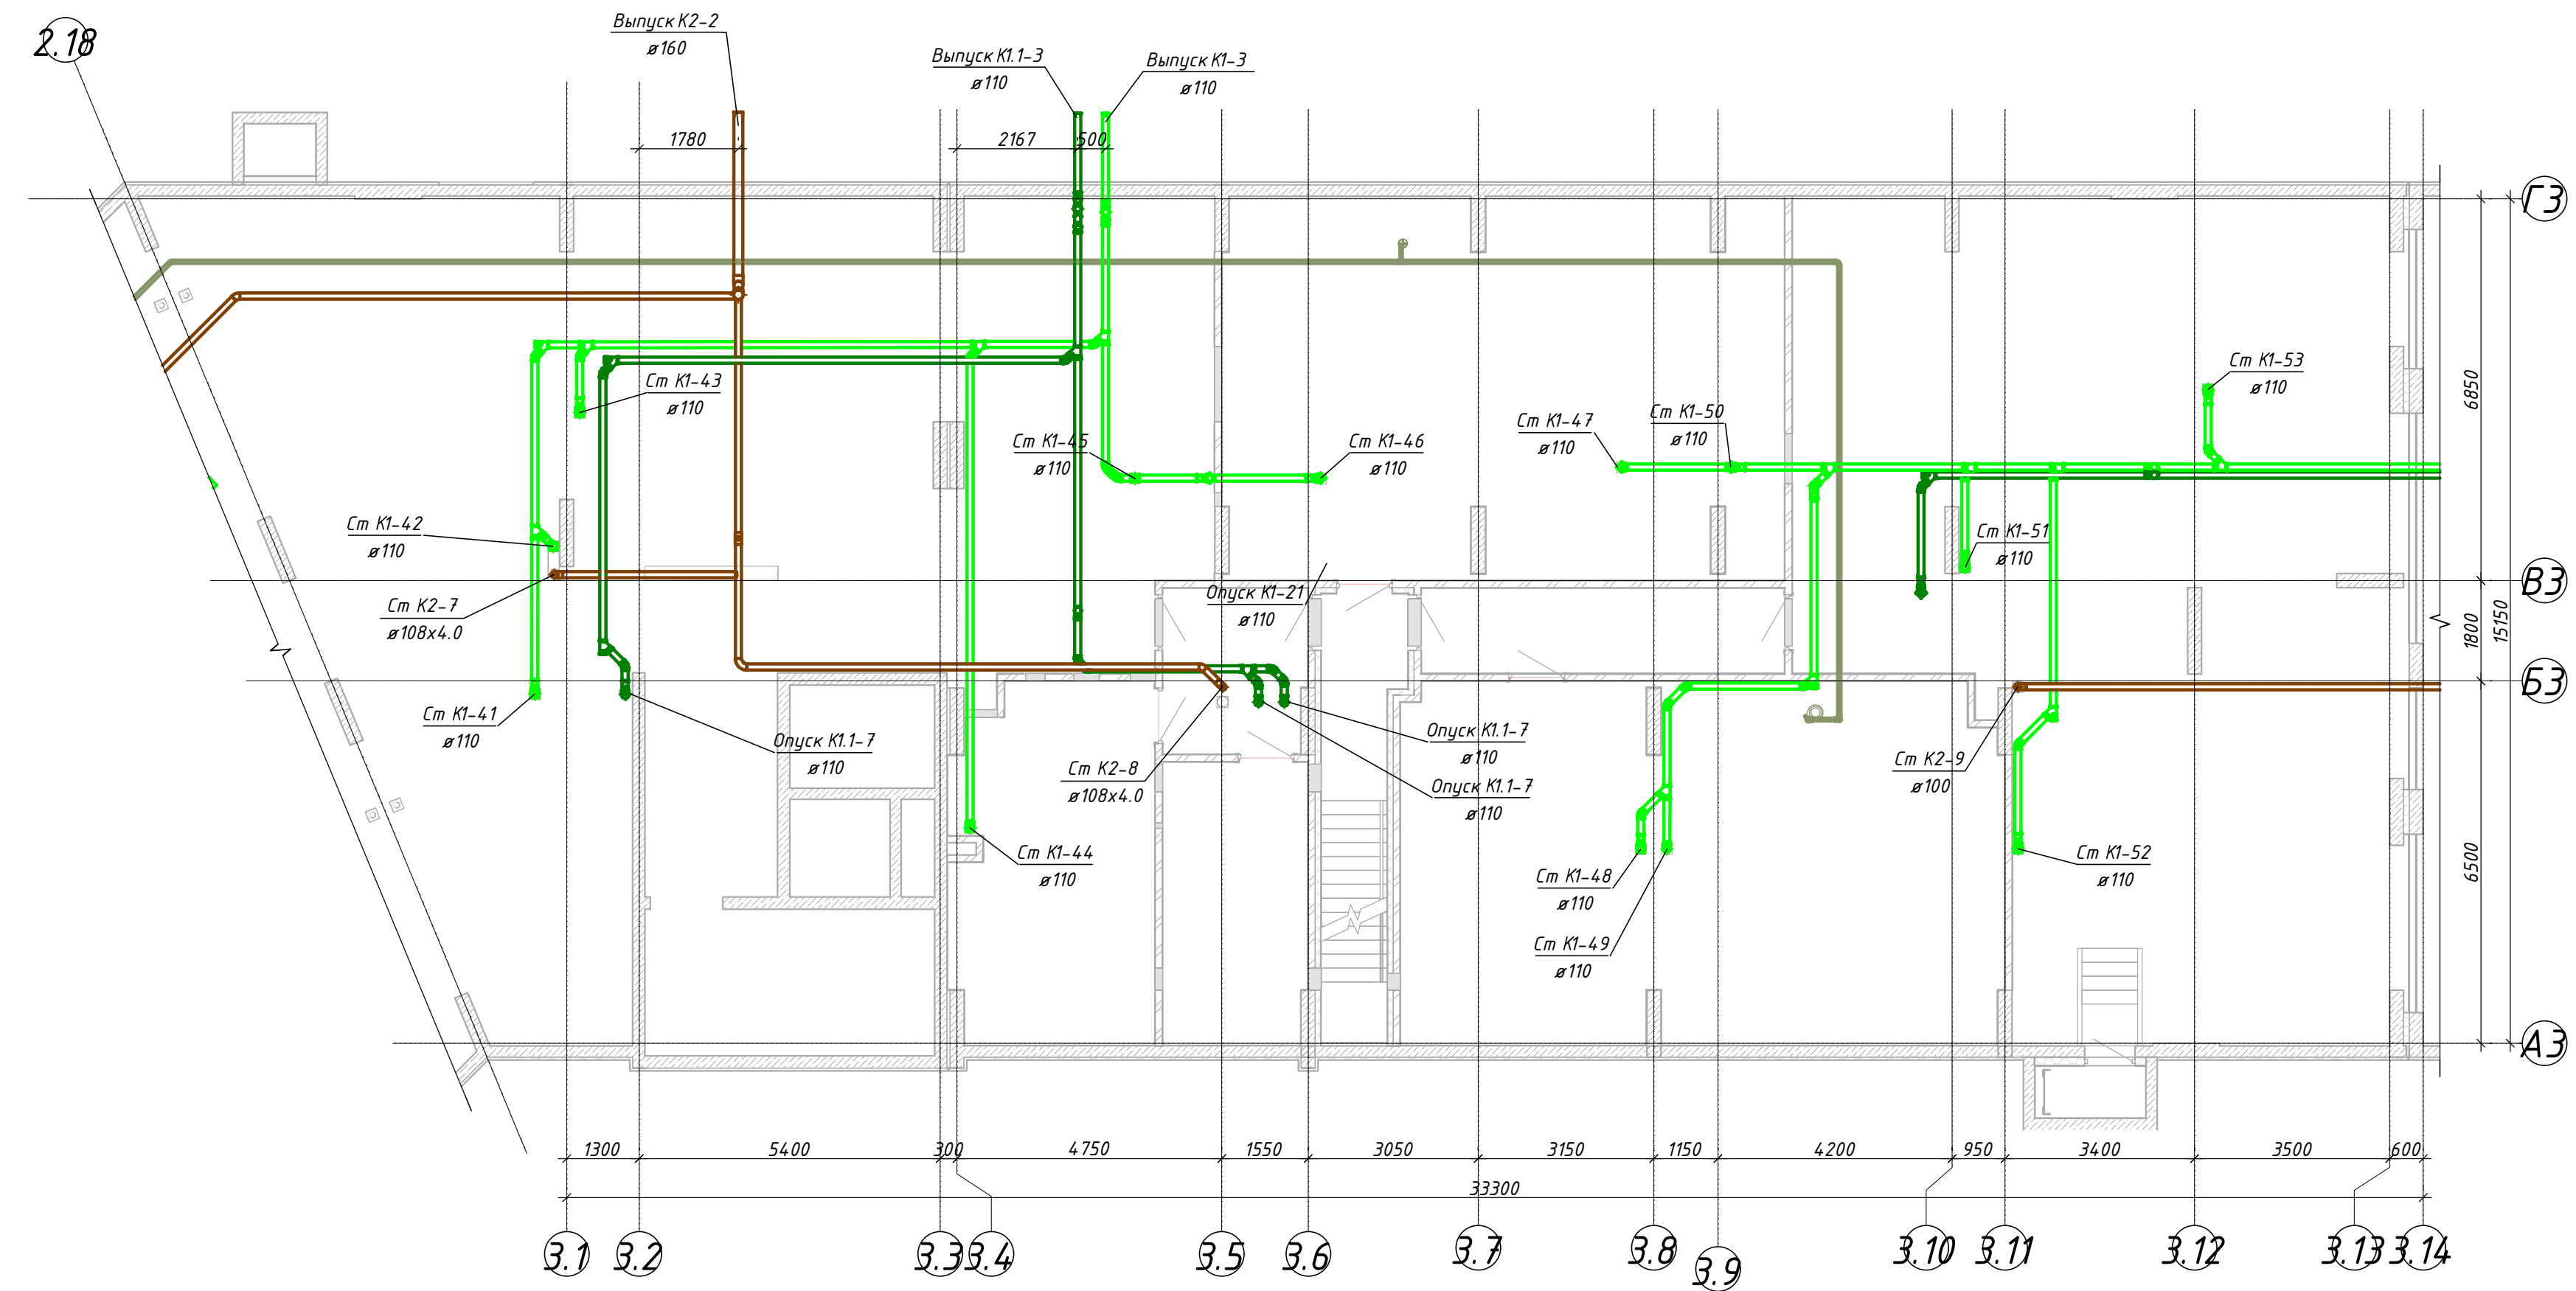 2.18
Выпуск К2-2
ø160
Выпуск К1.1-3
ø110
Выпуск К1-3
ø110
1780
2167
500
Г3
Ст К1-43
ø110
Ст К1-53
ø110
6850
Ст К1-45
ø110
Ст К1-46
ø110
Ст К1-47
ø110
Ст К1-50
ø110
Ст К1-42
ø110
Ст К1-51
ø110
В3
Ст К2-7
ø108х4.0
Опуск К1-21
ø110
1800
15150
Б3
Ст К1-41
ø110
Опуск К1.1-7
ø110
Ст К2-8
ø108х4.0
Опуск К1.1-7
ø110
Опуск К1.1-7
ø110
Ст К2-9
ø100
Ст К1-44
ø110
Ст К1-48
ø110
Ст К1-49
ø110
Ст К1-52
ø110
6500
А3
1300
5400
300
4750
1550
3050
3150
1150
4200
950
3400
3500
600
33300
3.1
3.2
3.3
3.4
3.5
3.6
3.7
3.8
3.9
3.10
3.11
3.12
3.13
3.14